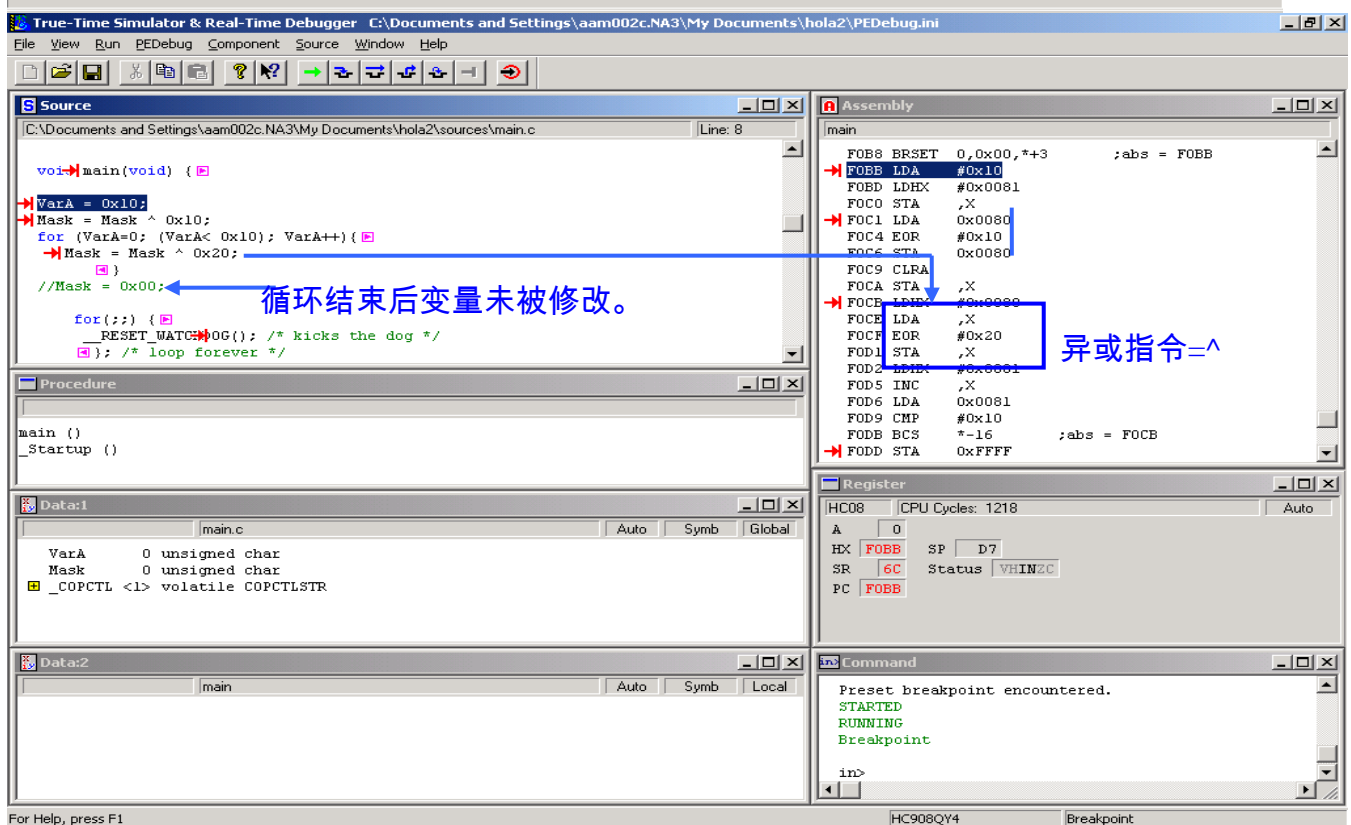 True-Time Simulator & Real-Time Debugger C:\Documents and Settings\aam002c.NA3\My Documents\hola2\PEDebug.ini
File View Run PEDebug Component Source Window Help
Source
C:\Documents and Settings\aam002c.NA3\My Documents\hola2\sources\main.c Line: 8
main(void) {
VarA = 0x10;
Mask = Mask ^ 0x10;
for (VarA=0; (VarA< 0x10); VarA++){
Mask = Mask ^ 0x20;
}
//Mask = 0x00;
循环结束后变量未被修改。
for(;;) {
/* kicks the dog */
}; /* loop forever */
Procedure
main ()
_Startup ()
Data:1
main.c Auto Symb Global
VarA 0 unsigned char
Mask 0 unsigned char
_COPCTL <1> volatile COPCTLSTR
Data:2
main Auto Symb Local
Assembly
main
F0B8 BRSET 0,0x00,*+3 ;abs = F0BB
F0BB LDA #0x10
F0BD LDHX #0x0081
F0C0 STA ,X
F0C1 LDA 0x0080
F0C4 EOR #0x10
F0C6 STA 0x0080
F0C9 CLRA
F0CA STA ,X
F0CB LDHX #0x0080
F0CE LDA ,X
F0CF EOR #0x20
F0D1 STA ,X
F0D2 LDHX #0x0081
F0D5 INC ,X
F0D6 LDA 0x0081
F0D9 CMP #0x10
F0DB BCS *-16 ;abs = F0CB
F0DD STA 0xFFFF
异或指令=^
Register
HC08 CPU Cycles: 1218 Auto
A 0
HX F0BB SP D7
SR 6C Status VHINZC
PC F0BB
Command
Preset breakpoint encountered.
STARTED
RUNNING
Breakpoint
in>
For Help, press F1 HC908QY4 Breakpoint